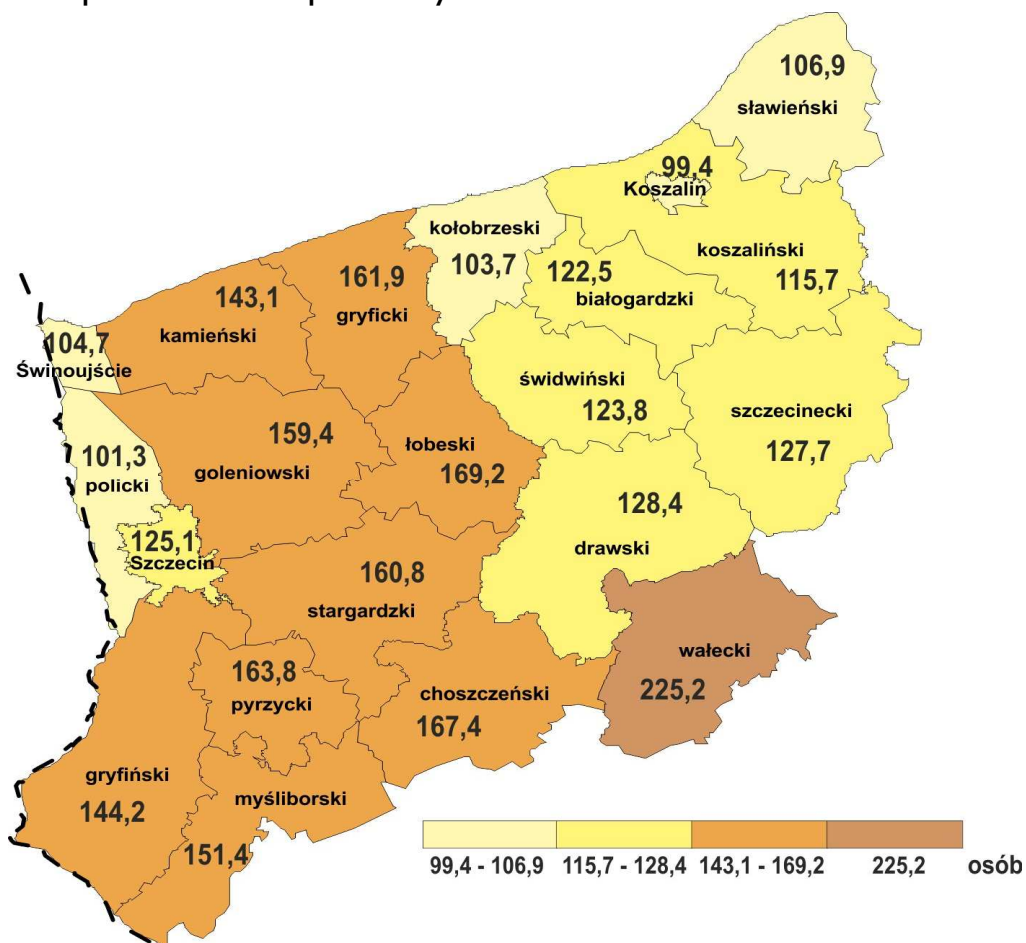 106,9
sławieński
99,4
Koszalin
kołobrzeski
103,7
koszaliński
115,7
122,5
białogardzki
161,9
gryficki
143,1
kamieński
104,7
Świnoujście
świdwiński
123,8
szczecinecki
127,7
159,4
goleniowski
łobeski
169,2
101,3
policki
125,1
Szczecin
128,4
drawski
160,8
stargardzki
wałecki
225,2
163,8
pyrzycki
choszczeński
167,4
gryfiński
144,2
myśliborski
151,4
99,4 - 106,9 115,7 - 128,4 143,1 - 169,2 225,2 osób